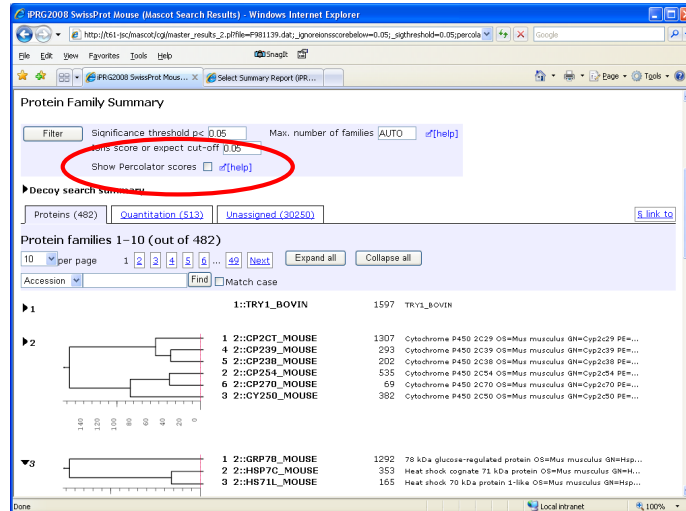 iPRG2008 SwissProt Mouse (Mascot Search Results) - Windows Internet Explorer
http://t61-jsc/mascot/cgi/master_results_2.pl?file=F981139.dat;_ignoreionsscorebelow=0.05;_sigthreshold=0.05;percola
Google
File Edit View Favorites Tools Help SnagIt
iPRG2008 SwissProt Mous... X Select Summary Report (iPR... Page Tools
Protein Family Summary
Filter Significance threshold p< 0.05 Max. number of families AUTO [help]
Ions score or expect cut-off 0.05
Show Percolator scores [help]
Decoy search summary
Proteins (482) Quantitation (513) Unassigned (30250) § link to
Protein families 1–10 (out of 482)
10 per page 1 2 3 4 5 6 ... 49 Next Expand all Collapse all
Accession Find Match case
1 1::TRY1_BOVIN 1597 TRY1_BOVIN
2 1 2::CP2CT_MOUSE 1307 Cytochrome P450 2C29 OS=Mus musculus GN=Cyp2c29 PE=...
4 2::CP239_MOUSE 293 Cytochrome P450 2C39 OS=Mus musculus GN=Cyp2c39 PE=...
5 2::CP238_MOUSE 202 Cytochrome P450 2C38 OS=Mus musculus GN=Cyp2c38 PE=...
2 2::CP254_MOUSE 535 Cytochrome P450 2C54 OS=Mus musculus GN=Cyp2c54 PE=...
6 2::CP270_MOUSE 69 Cytochrome P450 2C70 OS=Mus musculus GN=Cyp2c70 PE=...
3 2::CY250_MOUSE 382 Cytochrome P450 2C50 OS=Mus musculus GN=Cyp2c50 PE=...
140 120 100 80 60 40 20 0
3 1 2::GRP78_MOUSE 1292 78 kDa glucose-regulated protein OS=Mus musculus GN=Hsp...
2 2::HSP7C_MOUSE 353 Heat shock cognate 71 kDa protein OS=Mus musculus GN=H...
3 2::HS71L_MOUSE 165 Heat shock 70 kDa protein 1-like OS=Mus musculus GN=Hsp...
Done Local intranet 100%